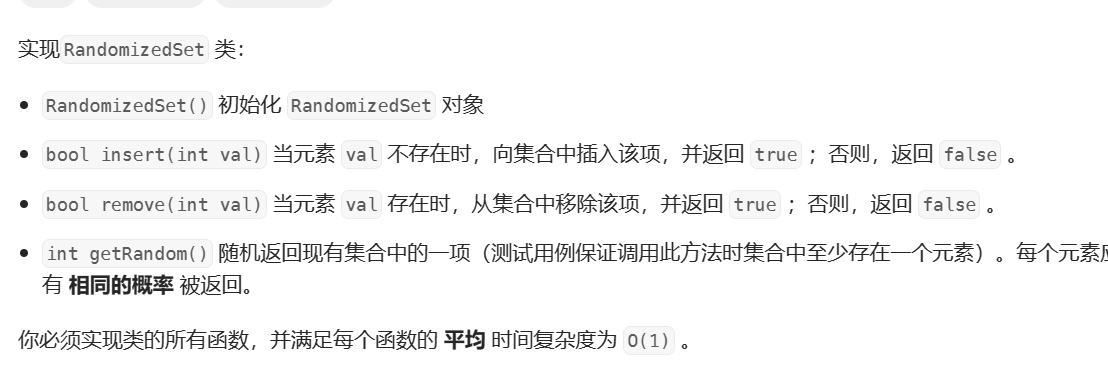 实现RandomizedSet 类:
RandomizedSet() 初始化 RandomizedSet 对象
bool insert(int val) 当元素 val 不存在时，向集合中插入该项，并返回 true ；否则，返回 false 。
bool remove(int val) 当元素 val 存在时，从集合中移除该项，并返回 true ；否则，返回 false 。
int getRandom() 随机返回现有集合中的一项（测试用例保证调用此方法时集合中至少存在一个元素）。每个元素应
有 相同的概率 被返回。
你必须实现类的所有函数，并满足每个函数的 平均 时间复杂度为 O(1) 。